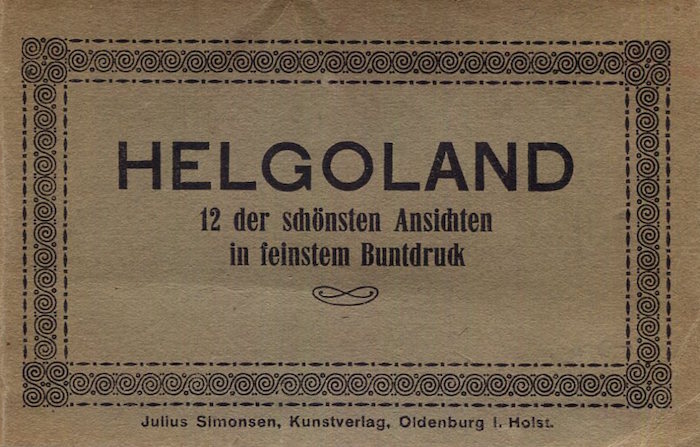 HELGOLAND
12 der schönsten Ansichten
in feinstem Buntdruck
Julius Simonsen, Kunstverlag, Oldenburg i. Holst.